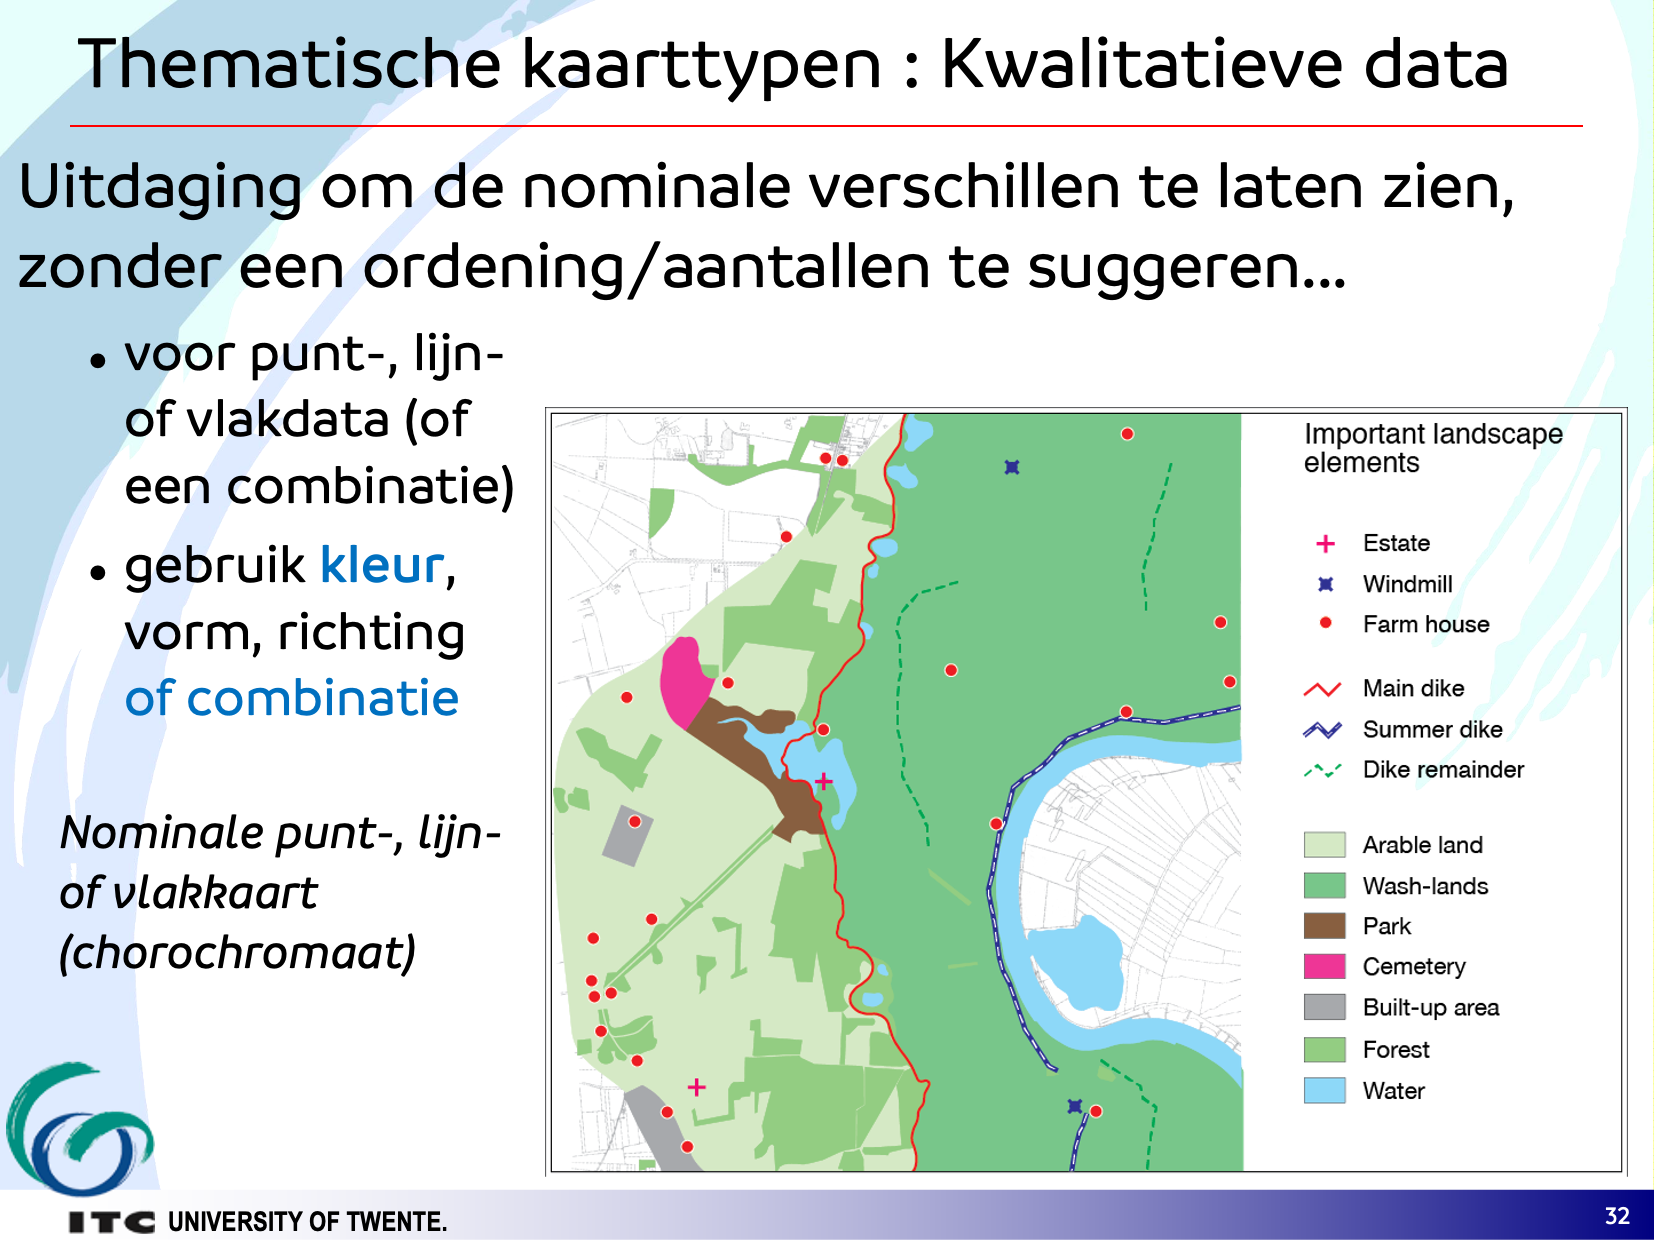 Thematische kaarttypen : Kwalitatieve data
Uitdaging om de nominale verschillen te laten zien,
zonder een ordening/aantallen te suggeren...
• voor punt-, lijn-
of vlakdata (of
een combinatie)
• gebruik kleur,
vorm, richting
of combinatie
Nominale punt-, lijn-
of vlakkaart
(chorochromaat)
Important landscape
elements
Estate
Windmill
Farm house
Main dike
Summer dike
Dike remainder
Arable land
Wash-lands
Park
Cemetery
Built-up area
Forest
Water
ITC UNIVERSITY OF TWENTE.
32